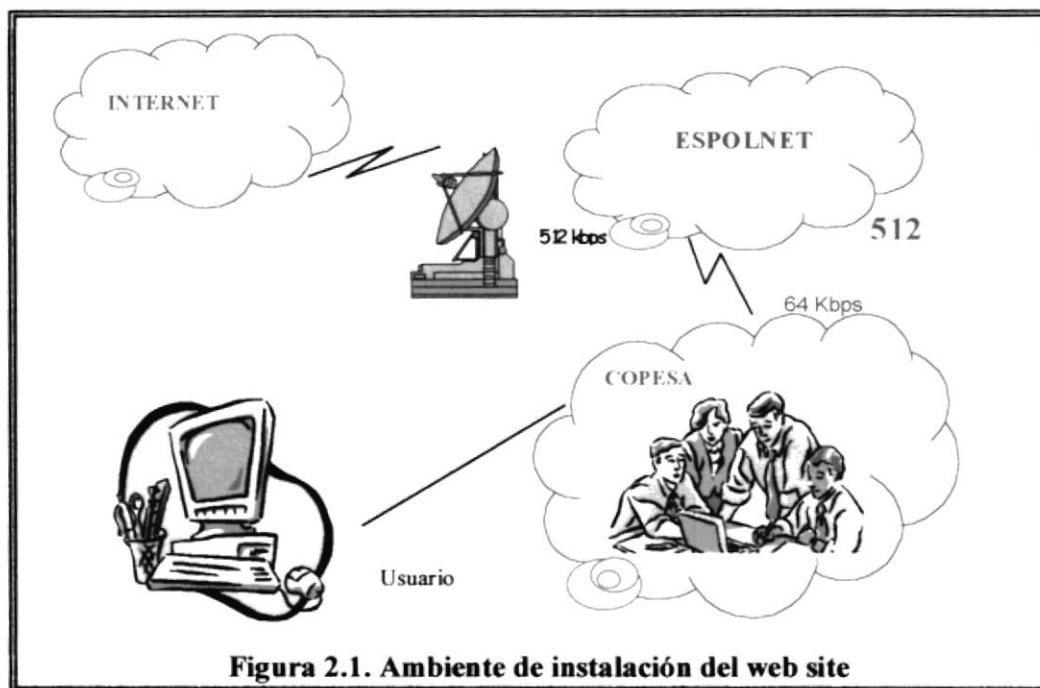 INTERNET
ESPOLNET
512 kbps
512
64 Kbps
COPESA
Usuario
Figura 2.1. Ambiente de instalación del web site